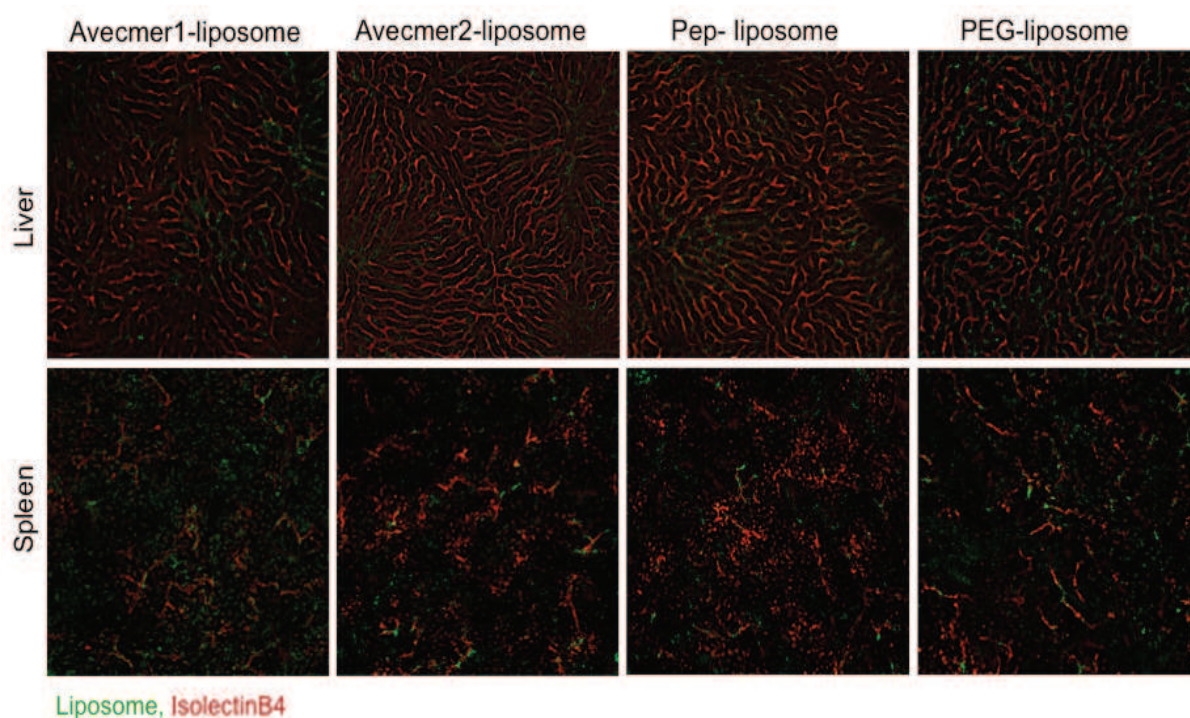 Avecmer1-liposome Avecmer2-liposome Pep- liposome PEG-liposome
Liver
Spleen
Liposome, IsolectinB4